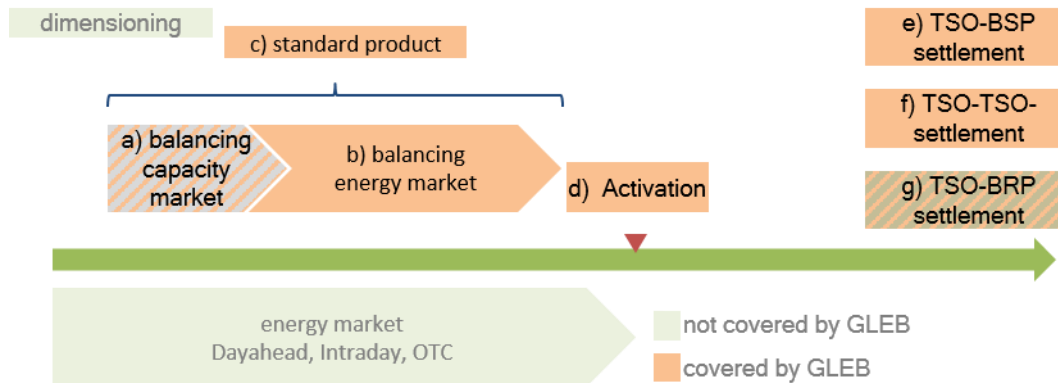 dimensioning
c) standard product
a) balancing
capacity
market
b) balancing
energy market
d) Activation
e) TSO-BSP
settlement
f) TSO-TSO-
settlement
g) TSO-BRP
settlement
energy market
Dayahead, Intraday, OTC
not covered by GLEB
covered by GLEB